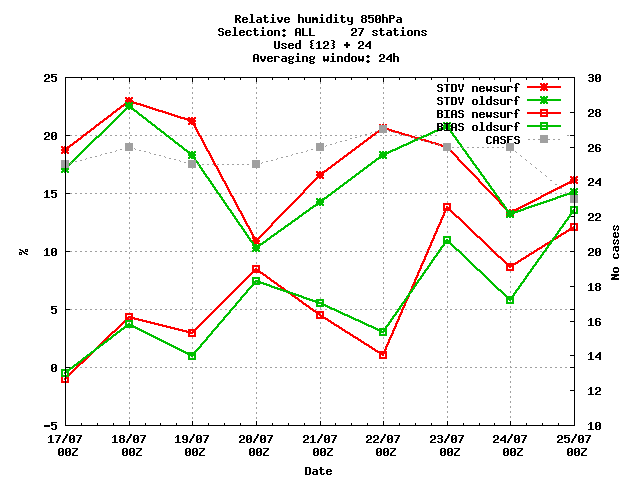 Relative humidity 850hPa
Selection: ALL 27 stations
Used {12} + 24
Averaging window: 24h
STDV newsurf
STDV oldsurf
BIAS newsurf
BIAS oldsurf
CASES
25
20
15
10
5
0
-5
%
30
28
26
24
22
20
18
16
14
12
10
No cases
17/07 18/07 19/07 20/07 21/07 22/07 23/07 24/07 25/07
00Z 00Z 00Z 00Z 00Z 00Z 00Z 00Z 00Z
Date